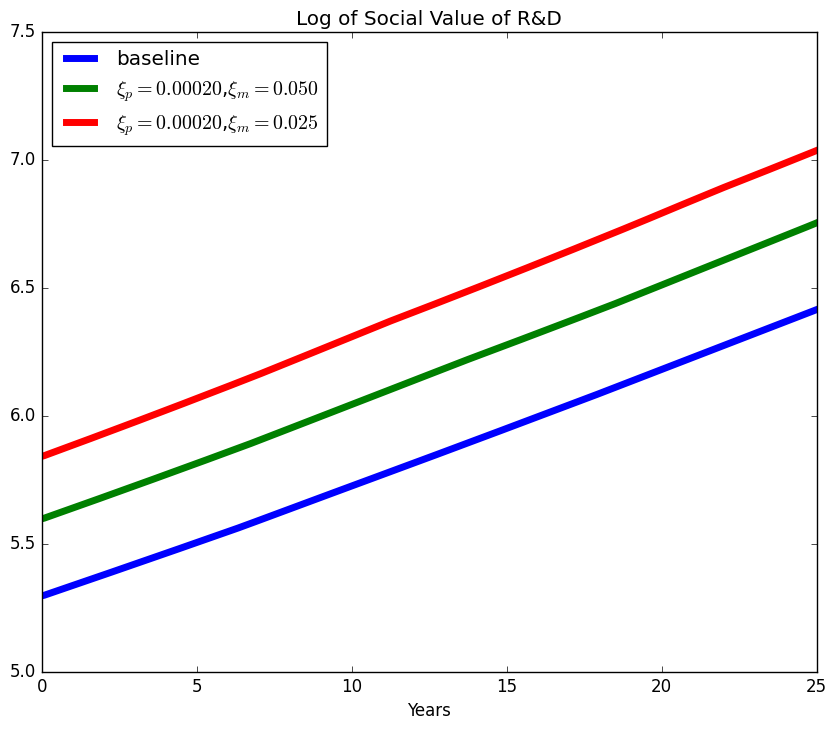 Log of Social Value of R&D
7.5
7.0
6.5
6.0
5.5
5.0
baseline
ξₚ = 0.00020,ξₘ = 0.050
ξₚ = 0.00020,ξₘ = 0.025
0 5 10 15 20 25
Years